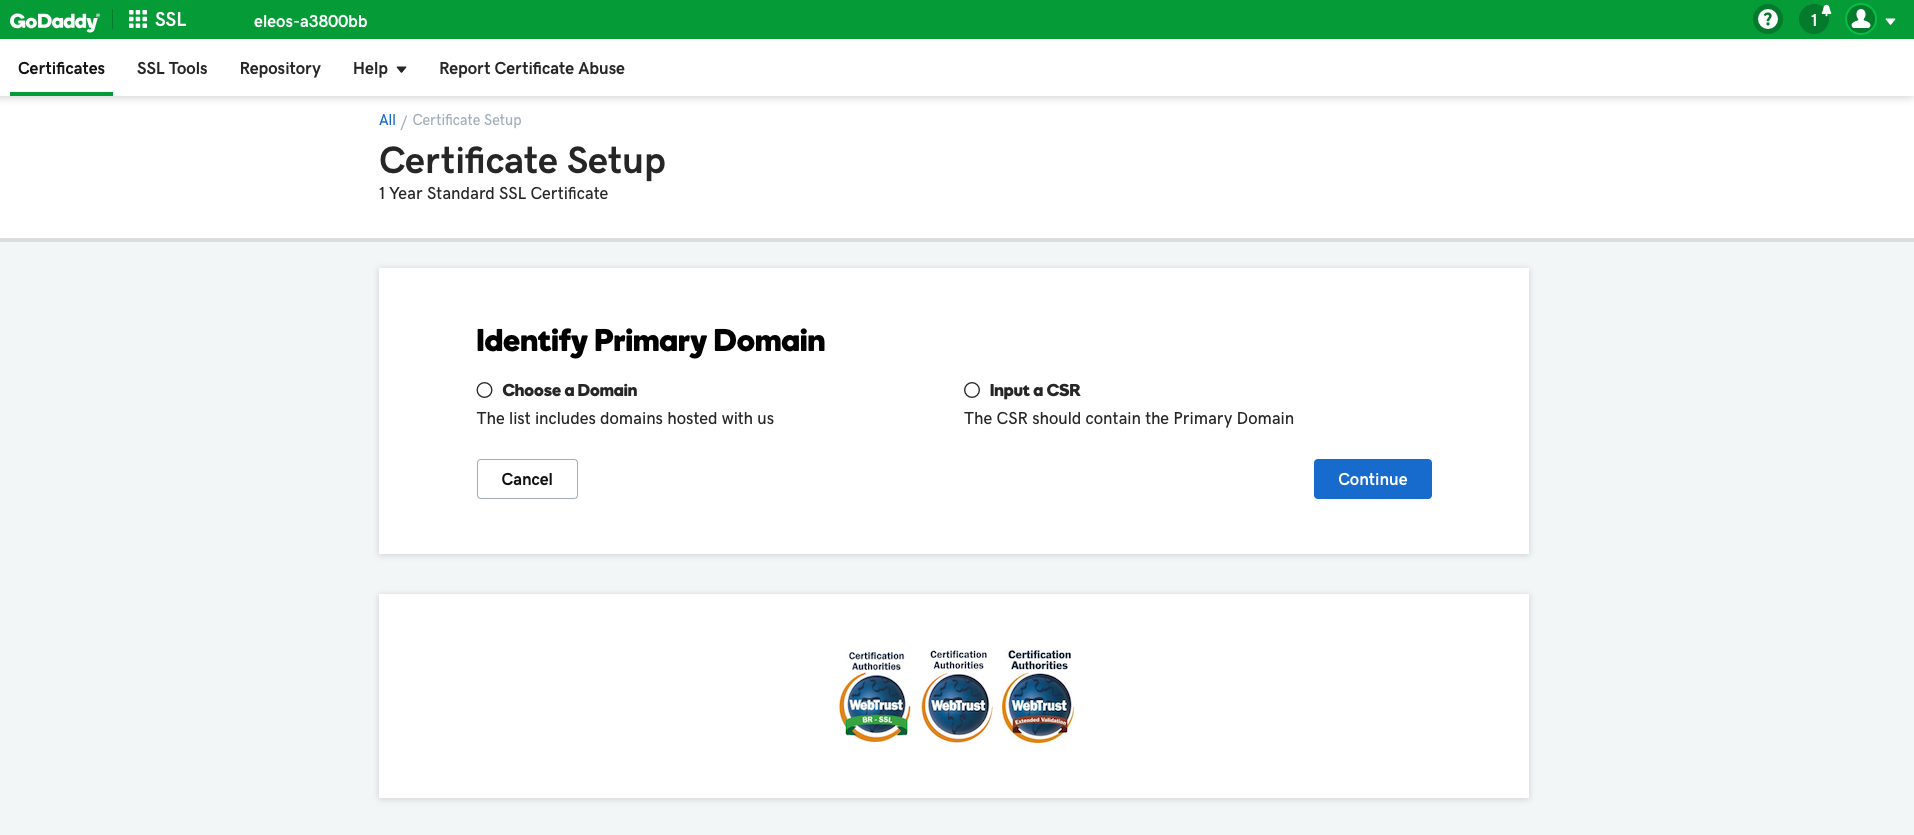 GoDaddy SSL eleos-a3800bb ? 1
Certificates SSL Tools Repository Help Report Certificate Abuse
All / Certificate Setup
Certificate Setup
1 Year Standard SSL Certificate
Identify Primary Domain
Choose a Domain
The list includes domains hosted with us
Input a CSR
The CSR should contain the Primary Domain
Cancel Continue
Certification
Authorities
WebTrust
BR - SSL
Certification
Authorities
WebTrust
Certification
Authorities
WebTrust
Extended Validation